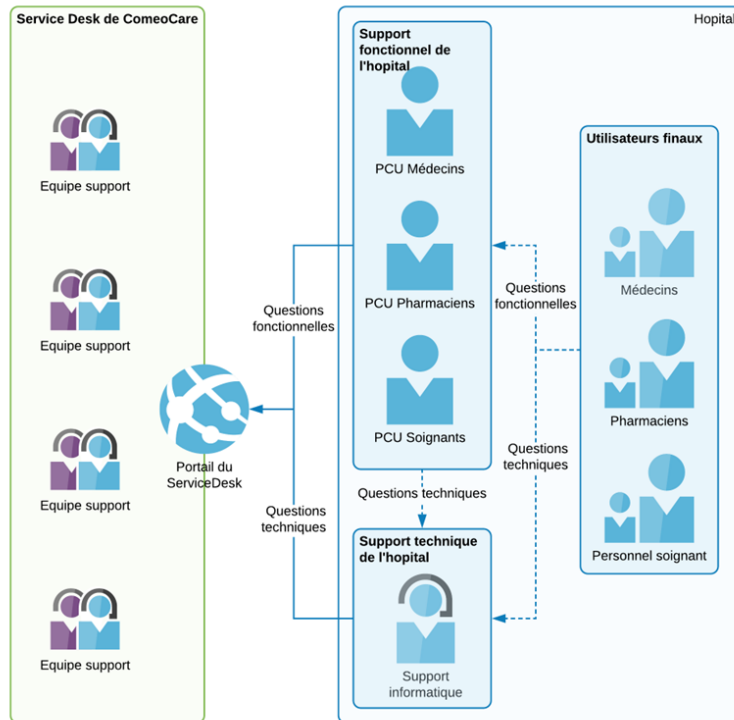 Service Desk de ComeoCare
Equipe support
Equipe support
Equipe support
Equipe support
Portail du
ServiceDesk
Questions
fonctionnelles
Questions
techniques
Hopital
Support
fonctionnel de
l'hopital
PCU Médecins
PCU Pharmaciens
PCU Soignants
Questions techniques
Support technique
de l'hopital
Support
informatique
Questions
fonctionnelles
Questions
techniques
Utilisateurs finaux
Médecins
Pharmaciens
Personnel soignant